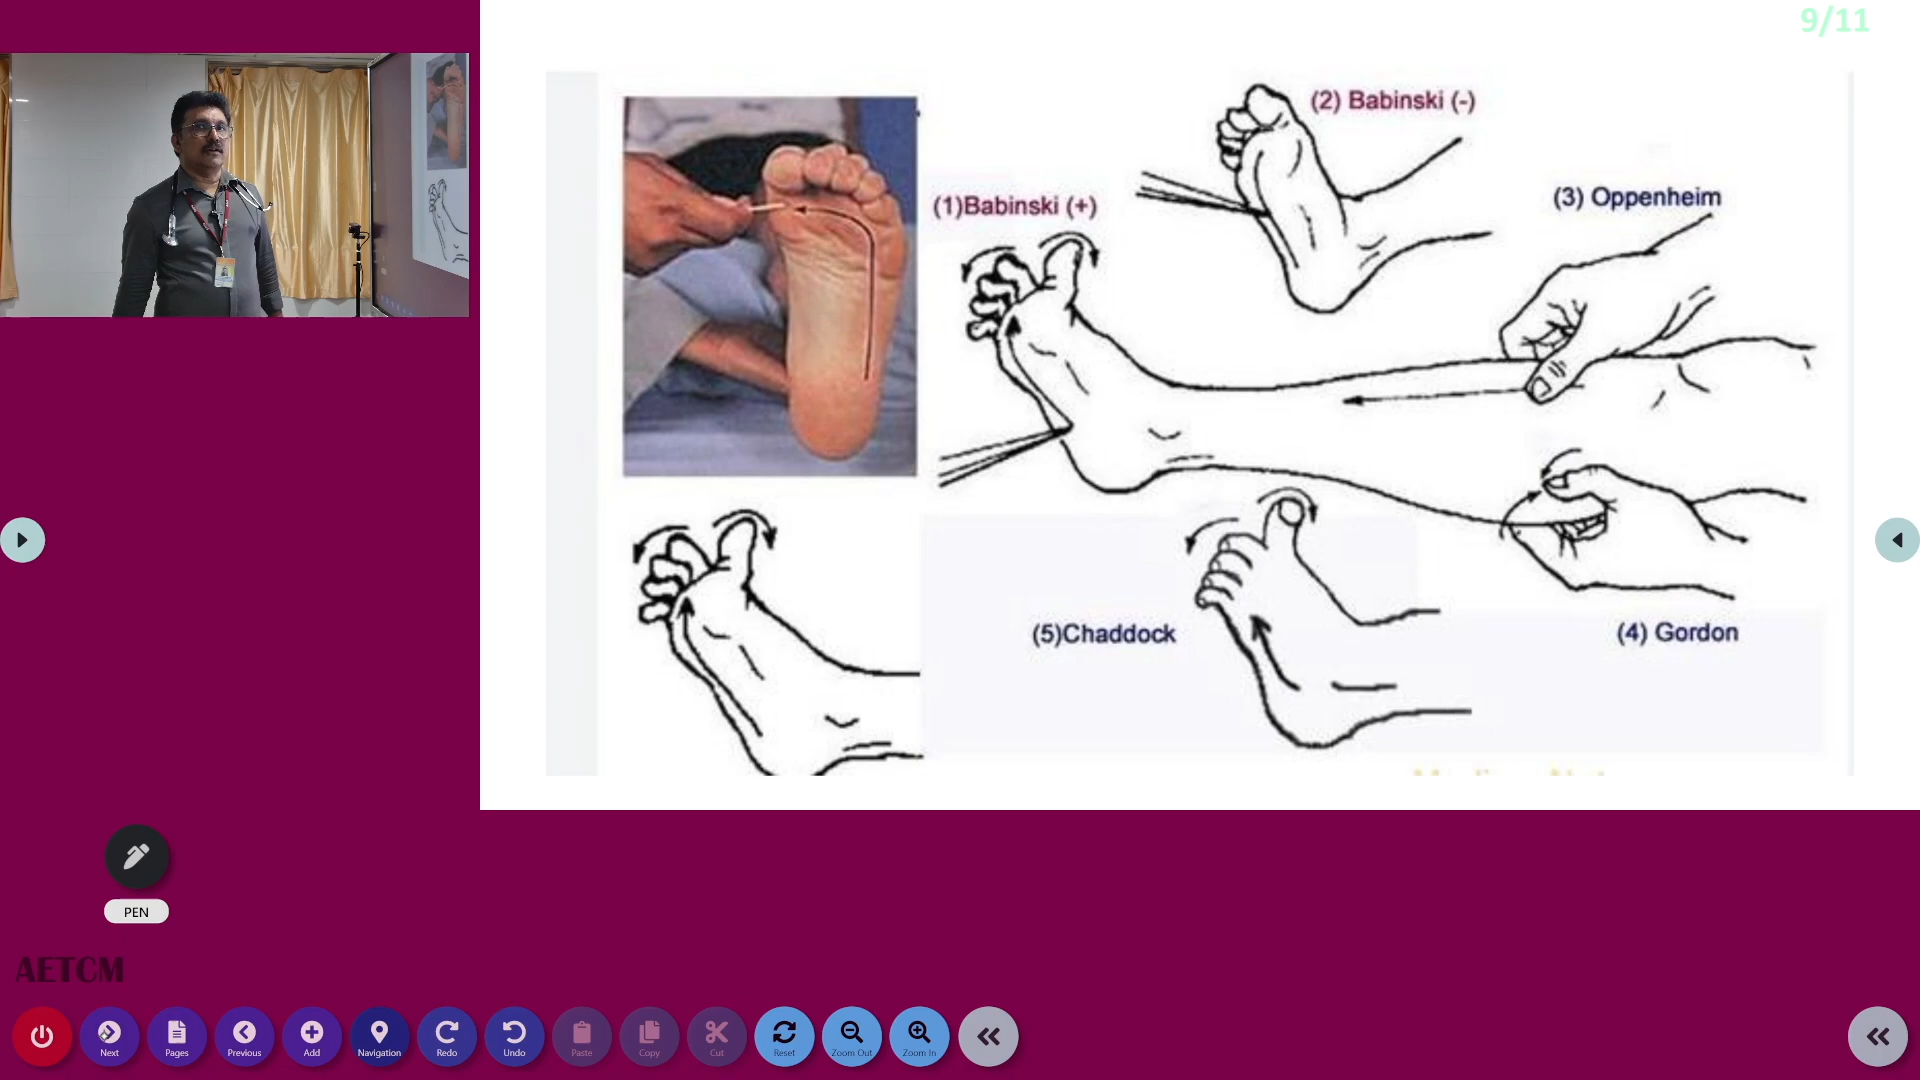 9/11
(2) Babinski (-)
(3) Oppenheim
(1)Babinski (+)
(5)Chaddock
(4) Gordon
PEN
AETCM
Next
Pages
Previous
Add
Navigation
Redo
Undo
Paste
Copy
Cut
Reset
Zoom Out
Zoom In